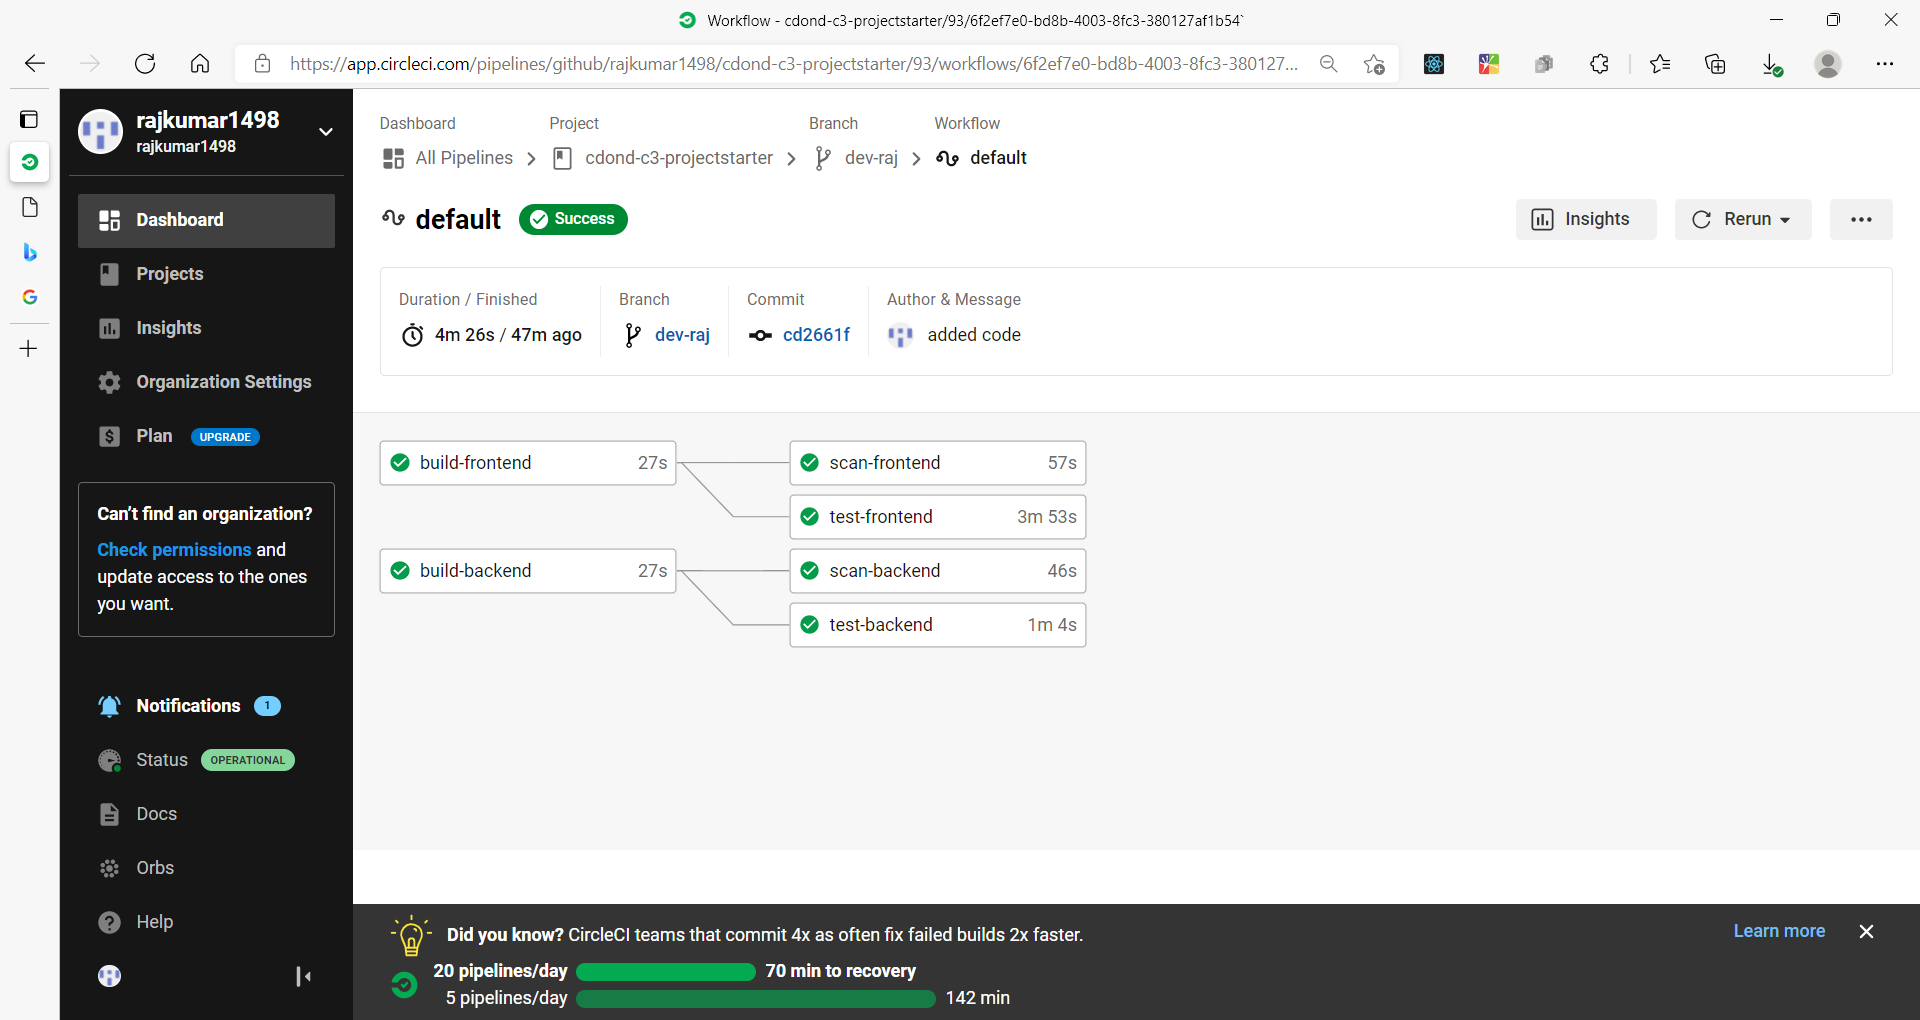 Workflow - cdond-c3-projectstarter/93/6f2ef7e0-bd8b-4003-8fc3-380127af1b54`
https://app.circleci.com/pipelines/github/rajkumar1498/cdond-c3-projectstarter/93/workflows/6f2ef7e0-bd8b-4003-8fc3-380127...
rajkumar1498
rajkumar1498
Dashboard
Projects
Insights
Organization Settings
Plan UPGRADE
Can't find an organization?
Check permissions and
update access to the ones
you want.
Notifications 1
Status OPERATIONAL
Docs
Orbs
Help
Dashboard Project Branch Workflow
All Pipelines cdond-c3-projectstarter dev-raj default
default Success
Insights Rerun
Duration / Finished Branch Commit Author & Message
4m 26s / 47m ago dev-raj cd2661f added code
build-frontend 27s
scan-frontend 57s
test-frontend 3m 53s
build-backend 27s
scan-backend 46s
test-backend 1m 4s
Did you know? CircleCI teams that commit 4x as often fix failed builds 2x faster.
Learn more
20 pipelines/day 70 min to recovery
5 pipelines/day 142 min